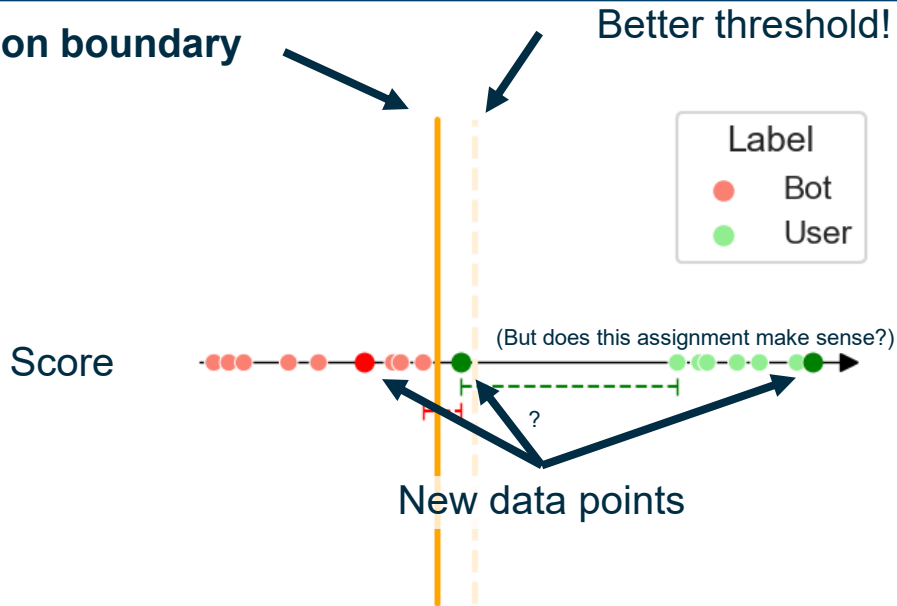 on boundary
Better threshold!
Label
Bot
User
(But does this assignment make sense?)
Score
?
New data points